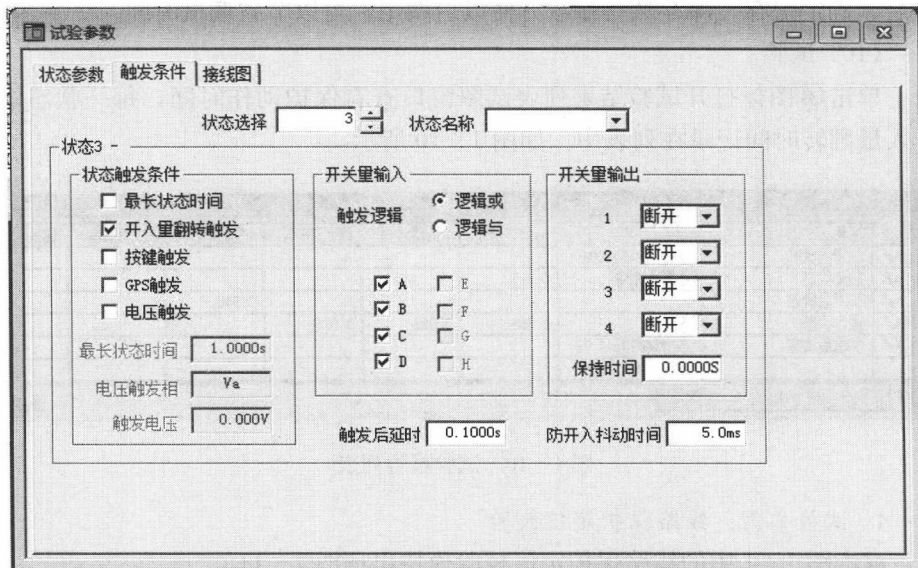 试验参数
状态参数 触发条件 接线图
状态选择 3 状态名称
状态3 -
状态触发条件
最长状态时间
开入量翻转触发
按键触发
GPS触发
电压触发
最长状态时间 1.0000s
电压触发相 Va
触发电压 0.000V
开关量输入
触发逻辑 逻辑或
逻辑与
A E
B F
C G
D H
开关量输出
1 断开
2 断开
3 断开
4 断开
保持时间 0.0000S
触发后延时 0.1000s 防开入抖动时间 5.0ms